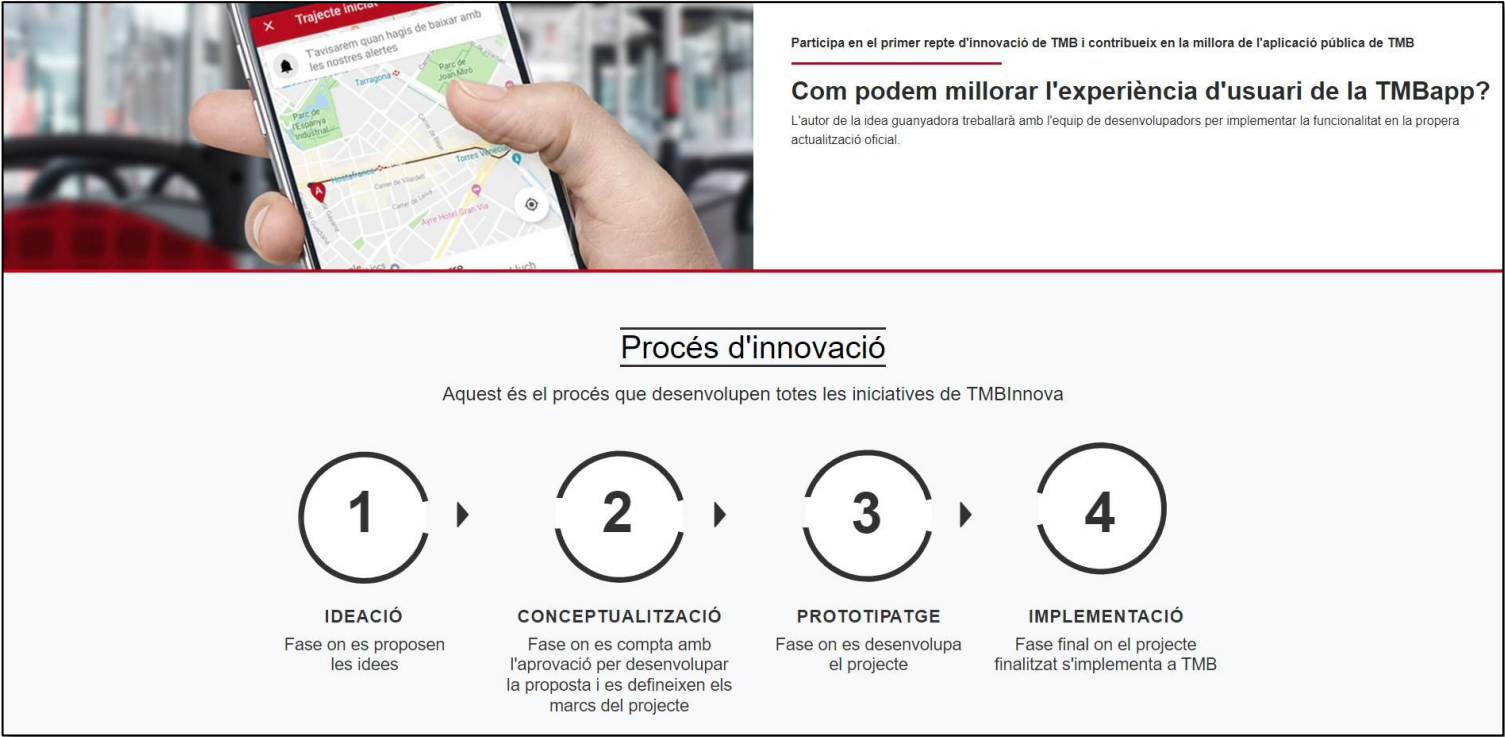 Trajecte iniciat
T'avisarem quan hagis de baixar amb
les nostres alertes
Tarragona
Parc de
Joan Miró
Parc de
l'Espanya
Industrial
Carrer de Béjar
Torres Venecia
Hostafrancs
Carrer de Vilardell
A
Carrer de Leiva
Ayre Hotel Gran Via
Participa en el primer repte d'innovació de TMB i contribueix en la millora de l'aplicació pública de TMB
Com podem millorar l'experiència d'usuari de la TMBapp?
L'autor de la idea guanyadora treballarà amb l'equip de desenvolupadors per implementar la funcionalitat en la propera
actualització oficial.
Procés d'innovació
Aquest és el procés que desenvolupen totes les iniciatives de TMBInnova
1 2 3 4
IDEACIÓ
Fase on es proposen
les idees
CONCEPTUALITZACIÓ
Fase on es compta amb
l'aprovació per desenvolupar
la proposta i es defineixen els
marcs del projecte
PROTOTIPATGE
Fase on es desenvolupa
el projecte
IMPLEMENTACIÓ
Fase final on el projecte
finalitzat s'implementa a TMB